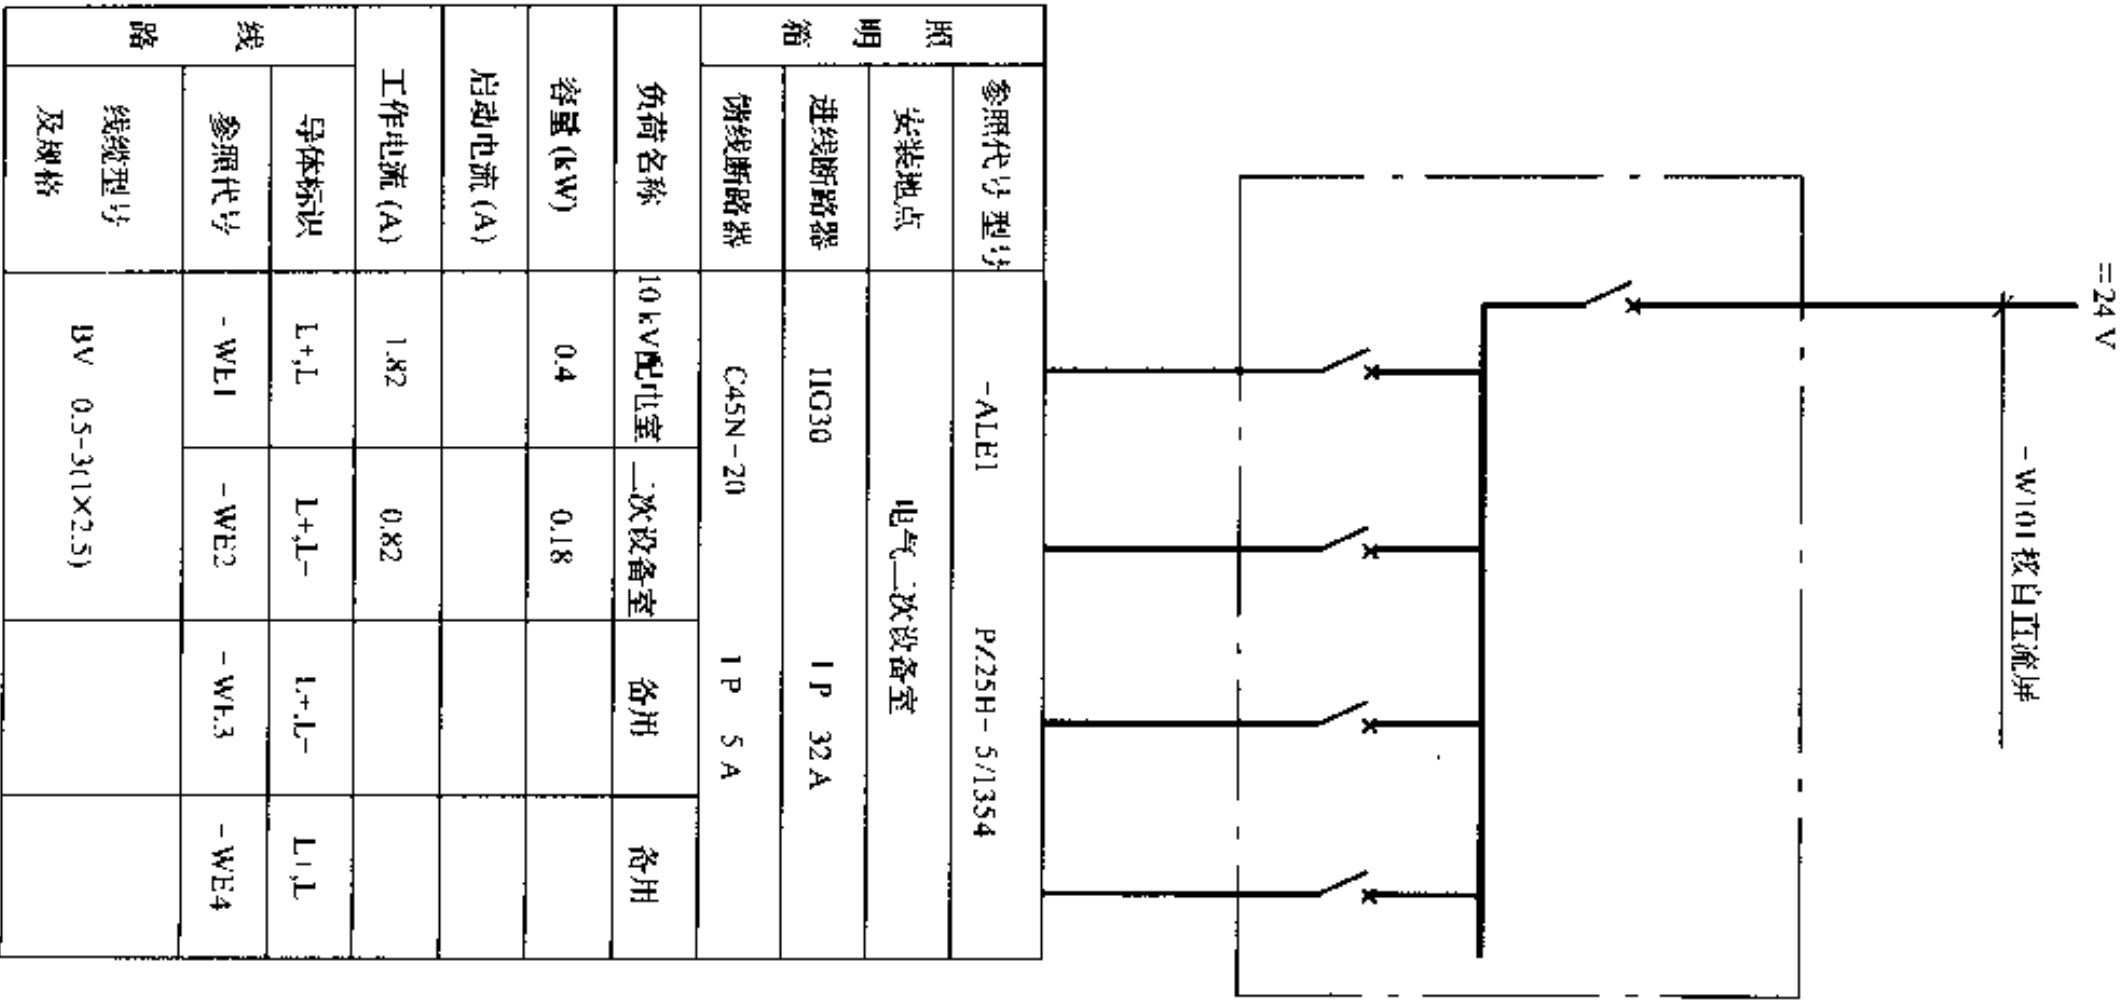 =24 V
-W101 接自直流屏
照明箱
参照代号 型号
-ALE1
PZ25H- 5/1354
安装地点
电气二次设备室
进线断路器
HG30
1P 32 A
馈线断路器
C45N-20
1P 5 A
负荷名称
10 kV配电室
二次设备室
备用
备用
容量 (kW)
0.4
0.18
启动电流 (A)
工作电流 (A)
1.82
0.82
线路
导体标识
L+,L
L+,L-
L+,L-
L+,L
参照代号
-WE1
-WE2
-WE3
-WE4
线缆型号
及规格
BV 0.5-3(1×2.5)